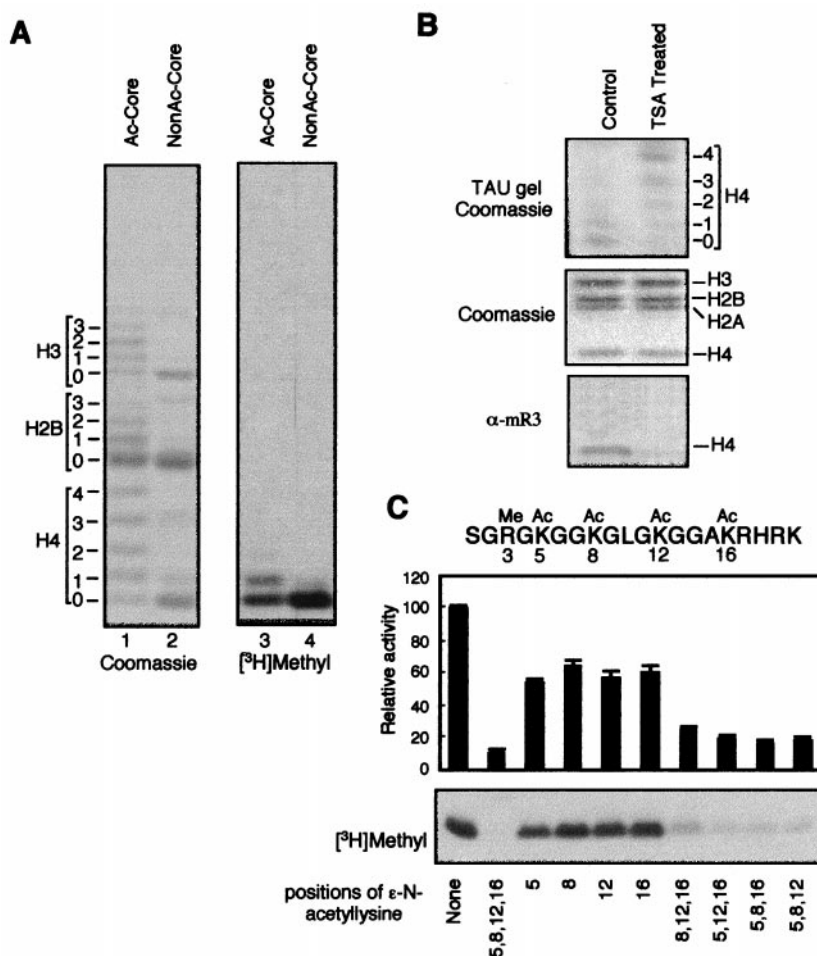 A
Ac-Core
NonAc-Core
Ac-Core
NonAc-Core
H3
3
2
1
0
H2B
3
2
1
0
H4
4
3
2
1
0
1 2
Coomassie
3 4
[³H]Methyl
B
Control
TSA Treated
TAU gel
Coomassie
-4
-3
-2
-1
-0
H4
Coomassie
H3
H2B
H2A
H4
α-mR3
H4
C
Me Ac Ac Ac Ac
SGRGKGGKGLGKGGAKRHRK
3 5 8 12 16
Relative activity
120
100
80
60
40
20
0
[³H]Methyl
positions of ε-N-
acetyllysine
None
5,8,12,16
5
8
12
16
8,12,16
5,12,16
5,8,16
5,8,12